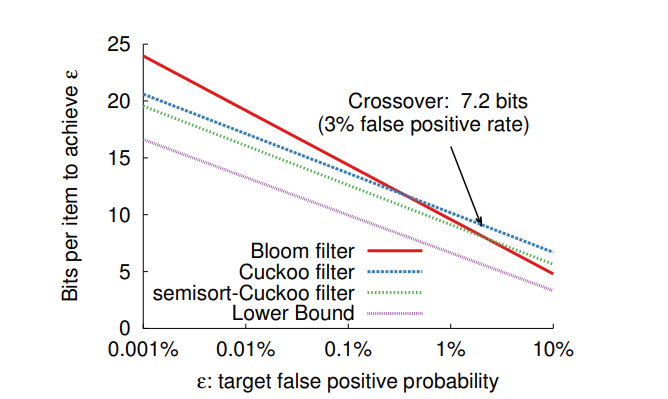 Bits per item to achieve ε
25
20
15
10
5
0
Crossover: 7.2 bits
(3% false positive rate)
Bloom filter
Cuckoo filter
semisort-Cuckoo filter
Lower Bound
0.001% 0.01% 0.1% 1% 10%
ε: target false positive probability